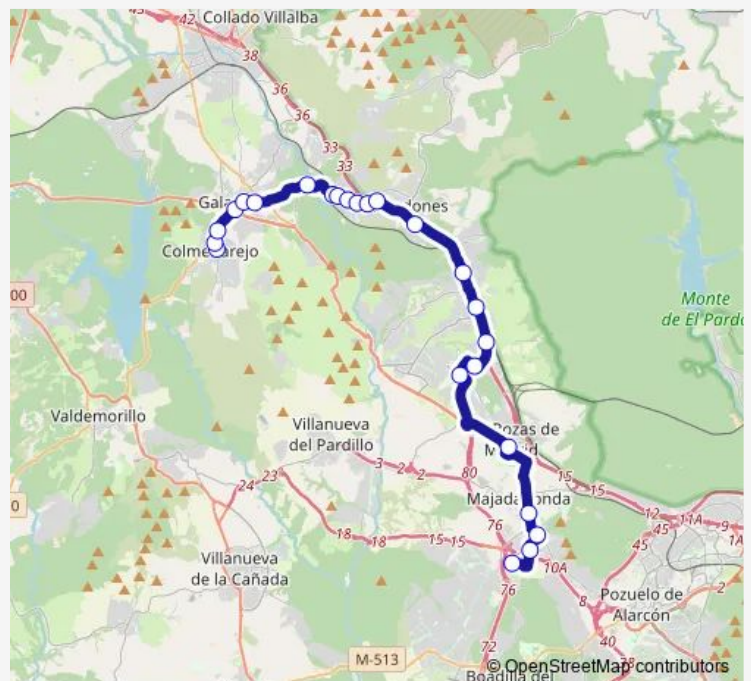 42
Collado Villalba
38
36
36
33
33
Gala
dones
Colme
arejo
00
Monte
de El Pardo
Valdemorillo
Villanueva
del Pardillo
Rozas de
M
d
3
2
2
80
15
15
24
23
Majada
onda
12
11A
9
1A
0
76
45
45
18
18
15
15
10A
Villanueva
de la Cañada
76
8
Pozuelo de
Alarcón
2
40
72
M-513
© OpenStreetMap contributors
Boadilla del